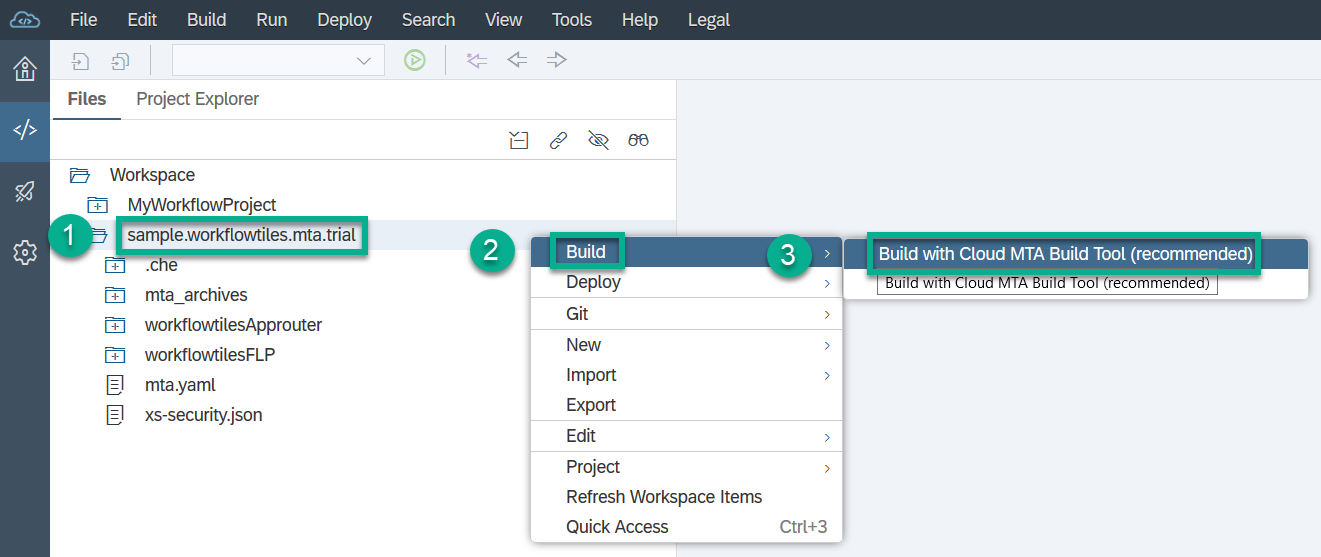 File Edit Build Run Deploy Search View Tools Help Legal
Files Project Explorer
Workspace
MyWorkflowProject
1 sample.workflowtiles.mta.trial
.che
mta_archives
workflowtilesApprouter
workflowtilesFLP
mta.yaml
xs-security.json
2 Build
Deploy
Git
New
Import
Export
Edit
Project
Refresh Workspace Items
Quick Access Ctrl+3
3 Build with Cloud MTA Build Tool (recommended)
Build with Cloud MTA Build Tool (recommended)